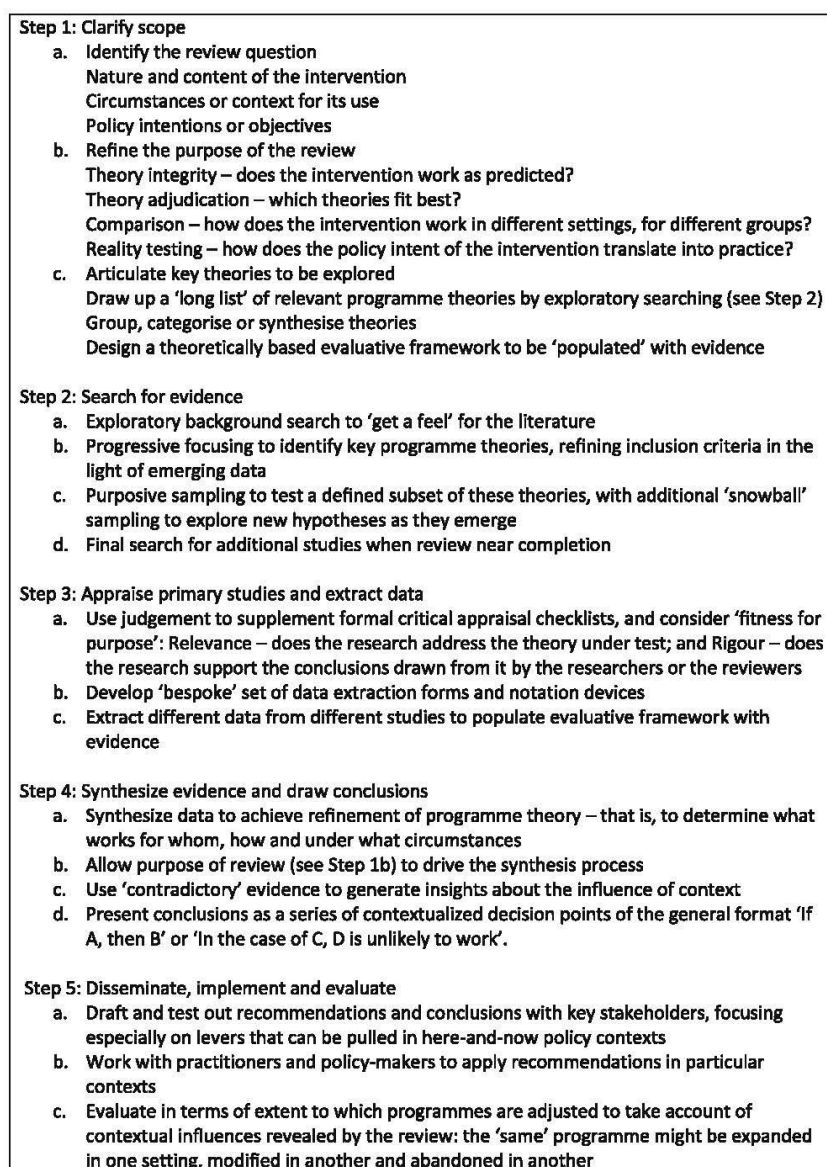 Step 1: Clarify scope
a. Identify the review question
Nature and content of the intervention
Circumstances or context for its use
Policy intentions or objectives
b. Refine the purpose of the review
Theory integrity – does the intervention work as predicted?
Theory adjudication – which theories fit best?
Comparison – how does the intervention work in different settings, for different groups?
Reality testing – how does the policy intent of the intervention translate into practice?
c. Articulate key theories to be explored
Draw up a ‘long list’ of relevant programme theories by exploratory searching (see Step 2)
Group, categorise or synthesise theories
Design a theoretically based evaluative framework to be ‘populated’ with evidence
Step 2: Search for evidence
a. Exploratory background search to ‘get a feel’ for the literature
b. Progressive focusing to identify key programme theories, refining inclusion criteria in the
light of emerging data
c. Purposive sampling to test a defined subset of these theories, with additional ‘snowball’
sampling to explore new hypotheses as they emerge
d. Final search for additional studies when review near completion
Step 3: Appraise primary studies and extract data
a. Use judgement to supplement formal critical appraisal checklists, and consider ‘fitness for
purpose’: Relevance – does the research address the theory under test; and Rigour – does
the research support the conclusions drawn from it by the researchers or the reviewers
b. Develop ‘bespoke’ set of data extraction forms and notation devices
c. Extract different data from different studies to populate evaluative framework with
evidence
Step 4: Synthesize evidence and draw conclusions
a. Synthesize data to achieve refinement of programme theory – that is, to determine what
works for whom, how and under what circumstances
b. Allow purpose of review (see Step 1b) to drive the synthesis process
c. Use ‘contradictory’ evidence to generate insights about the influence of context
d. Present conclusions as a series of contextualized decision points of the general format ‘If
A, then B’ or ‘In the case of C, D is unlikely to work’.
Step 5: Disseminate, implement and evaluate
a. Draft and test out recommendations and conclusions with key stakeholders, focusing
especially on levers that can be pulled in here-and-now policy contexts
b. Work with practitioners and policy-makers to apply recommendations in particular
contexts
c. Evaluate in terms of extent to which programmes are adjusted to take account of
contextual influences revealed by the review: the ‘same’ programme might be expanded
in one setting, modified in another and abandoned in another